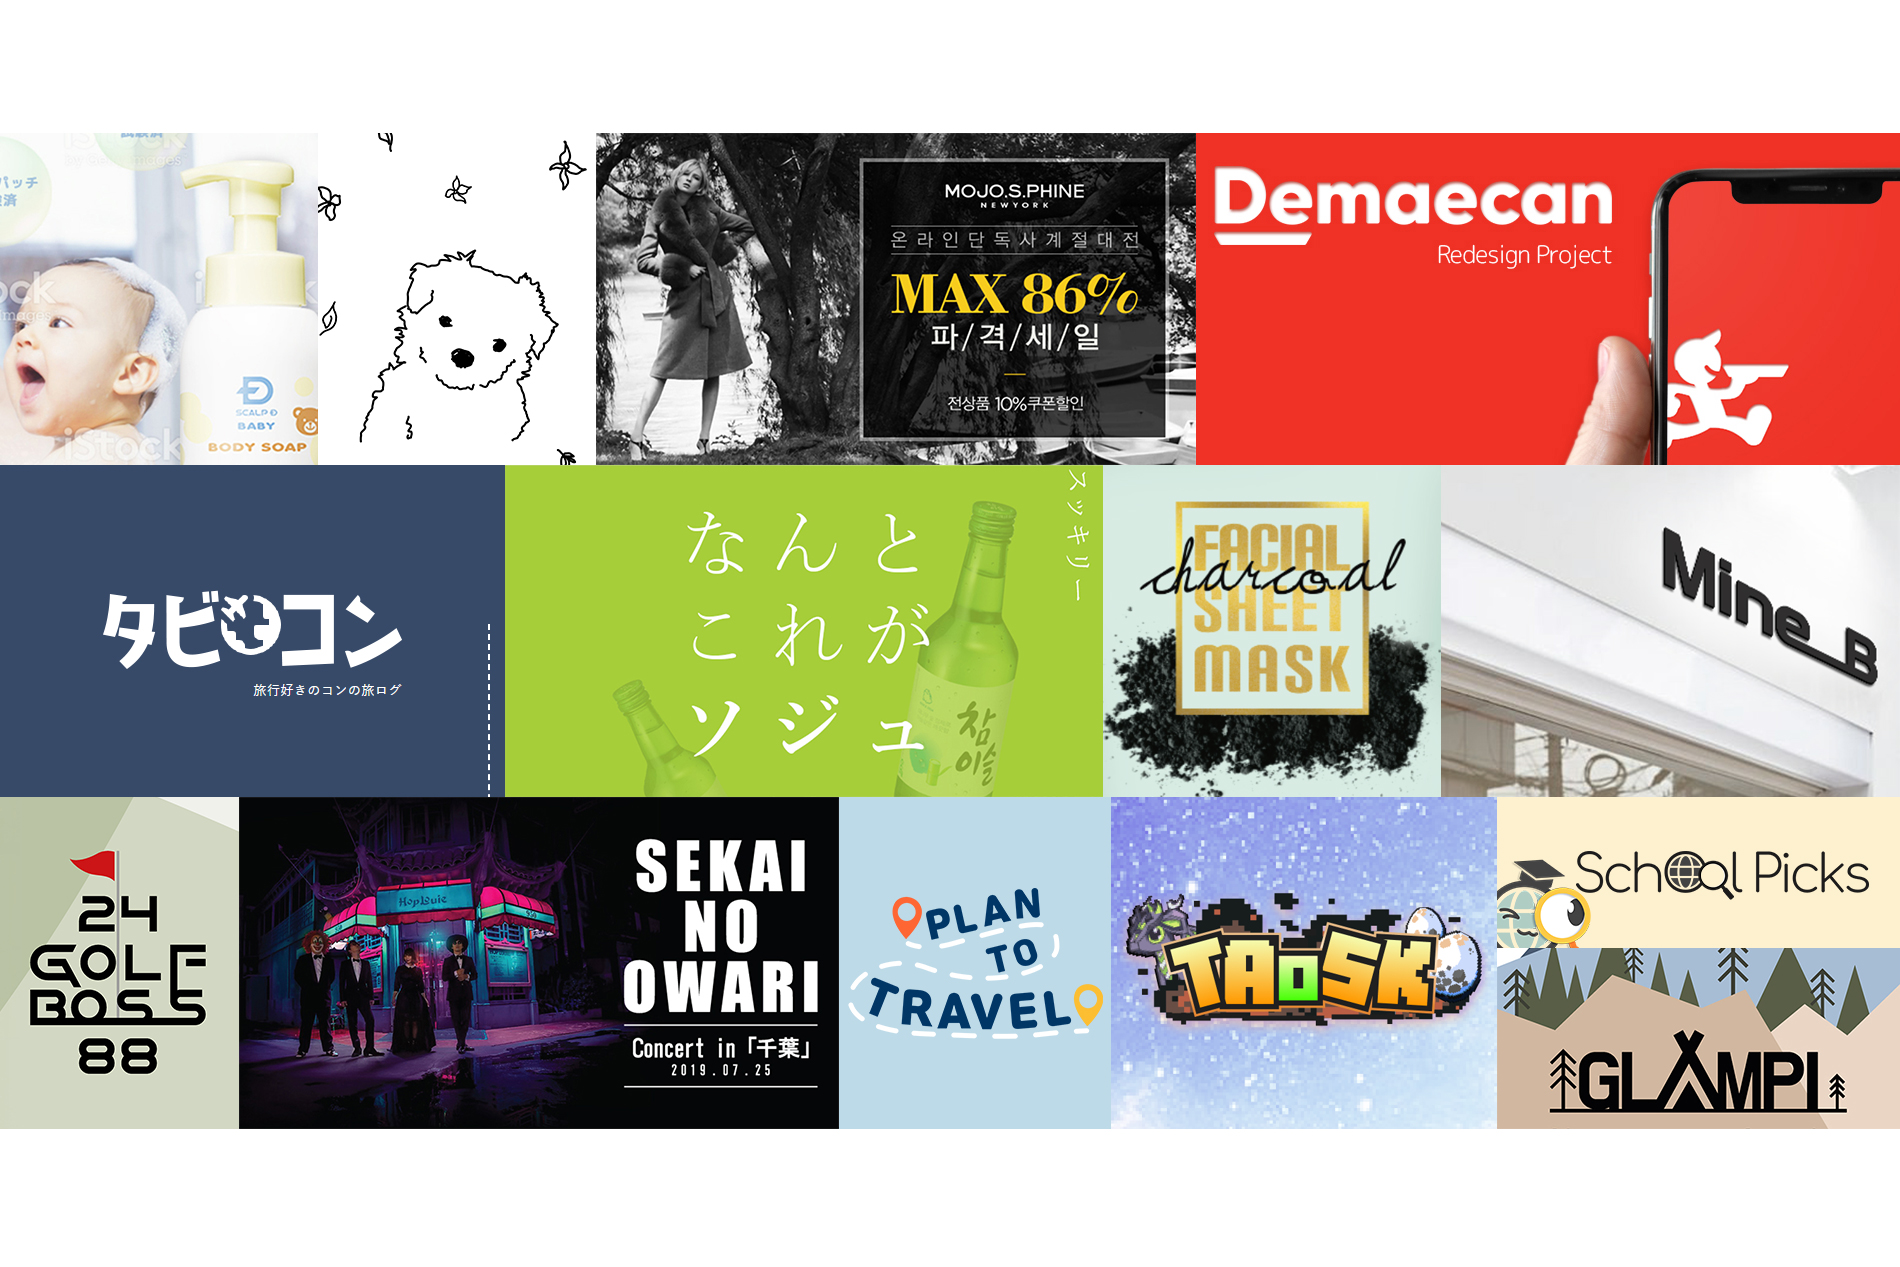 パッチ
済
iStock
SCALP D
BABY
BODY SOAP
MOJO.S.PHINE
NEWYORK
온라인단독사계절대전
MAX 86%
파/격/세/일
전상품 10%쿠폰할인
Demaecan
Redesign Project
タビコン
旅行好きのコンの旅ログ
スッキリー
なんと
これが
ソジュ
참이슬
FACIAL
charcoal
SHEET
MASK
Mine_B
24
GOLF
BOSS
88
HopLouie
SEKAI
NO
OWARI
Concert in「千葉」
2019.07.25
PLAN
TO
TRAVEL
TAOSK
School Picks
GLAMPI